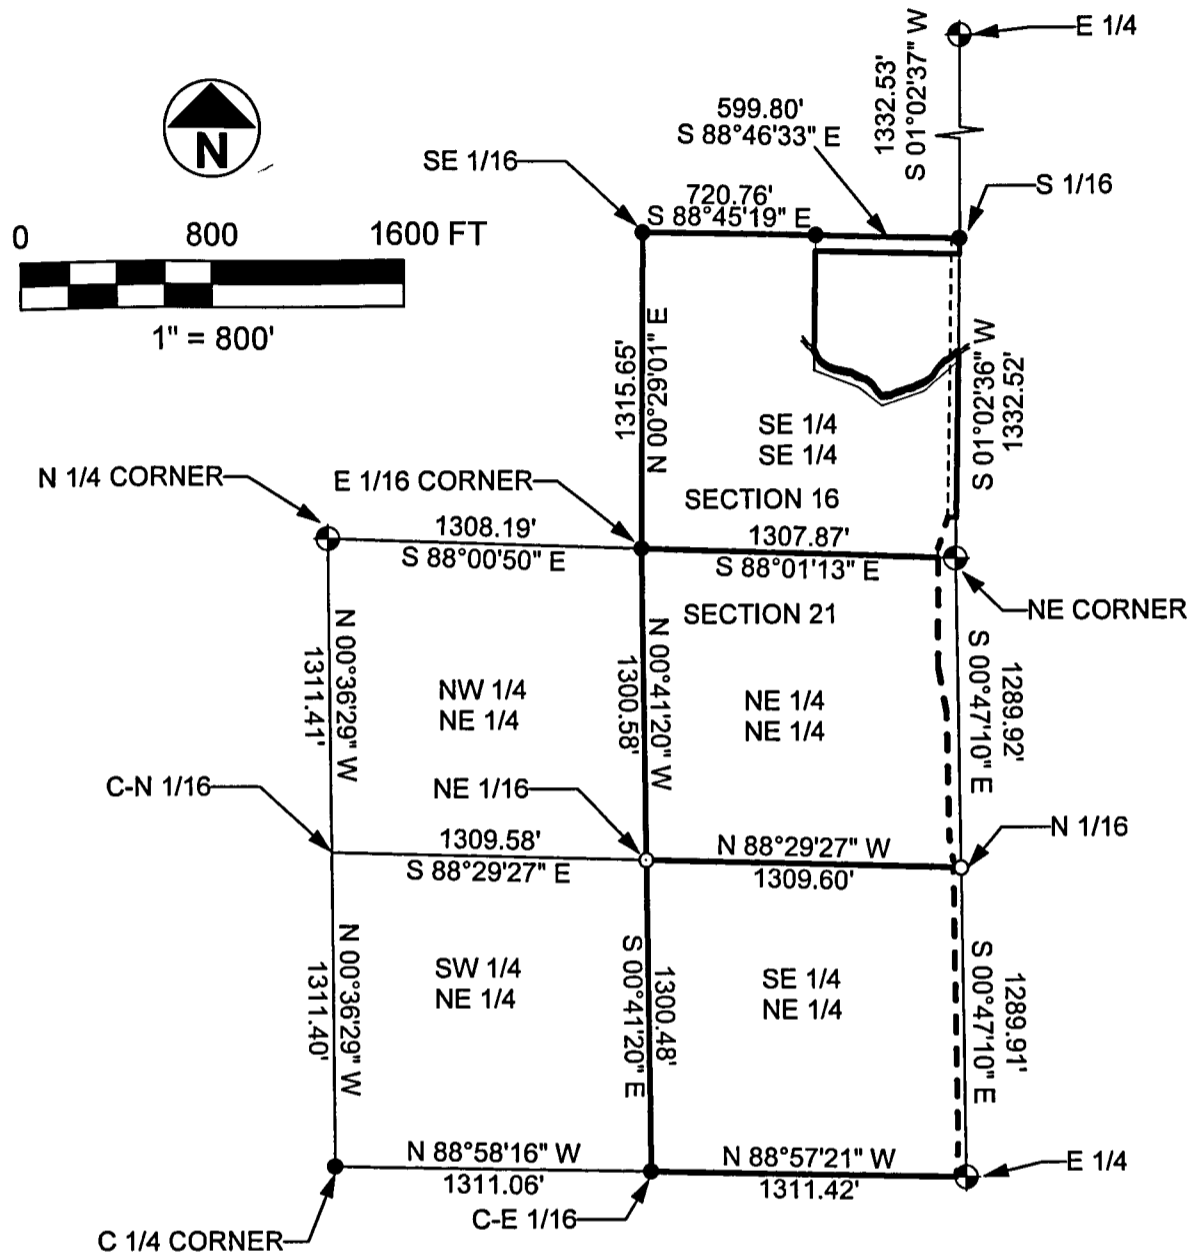 E 1/4
1332.53'
S 01°02'37" W
599.80'
S 88°46'33" E
N
SE 1/16
S 1/16
720.76'
S 88°45'19" E
0 800 1600 FT
1" = 800'
1315.65'
N 00°29'01" E
S 01°02'36" W
1332.52'
SE 1/4
SE 1/4
N 1/4 CORNER
E 1/16 CORNER
SECTION 16
1308.19'
S 88°00'50" E
1307.87'
S 88°01'13" E
NE CORNER
SECTION 21
N 00°36'29" W
1311.41'
N 00°41'20" W
1300.58'
S 00°47'10" E
1289.92'
NW 1/4
NE 1/4
NE 1/4
NE 1/4
C-N 1/16
NE 1/16
N 1/16
1309.58'
S 88°29'27" E
N 88°29'27" W
1309.60'
N 00°36'29" W
1311.40'
S 00°41'20" E
1300.48'
S 00°47'10" E
1289.91'
SW 1/4
NE 1/4
SE 1/4
NE 1/4
N 88°58'16" W
1311.06'
N 88°57'21" W
1311.42'
E 1/4
C-E 1/16
C 1/4 CORNER